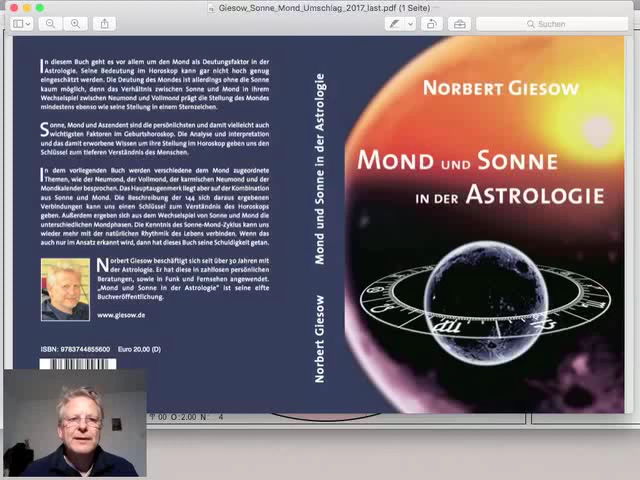 Giesow_Sonne_Mond_Umschlag_2017_last.pdf (1 Seite)
Suchen
In diesem Buch geht es vor allem um den Mond als Deutungsfaktor in der
Astrologie. Seine Bedeutung im Horoskop kann gar nicht hoch genug
eingeschätzt werden. Die Deutung des Mondes ist allerdings ohne die Sonne
kaum möglich, denn das Verhältnis zwischen Sonne und Mond in ihrem
Wechselspiel zwischen Neumond und Vollmond prägt die Stellung des Mondes
mindestens ebenso wie seine Stellung in einem Sternzeichen.
Sonne, Mond und Aszendent sind die persönlichsten und damit vielleicht auch
wichtigsten Faktoren im Geburtshoroskop. Die Analyse und Interpretation
und das damit erworbene Wissen um ihre Stellung im Horoskop geben uns den
Schlüssel zum tieferen Verständnis des Menschen.
In dem vorliegenden Buch werden verschiedene dem Mond zugeordnete
Themen, wie der Neumond, der Vollmond, der karmischen Neumond und der
Mondkalender besprochen. Das Hauptaugenmerk liegt aber auf der Kombination
aus Sonne und Mond. Die Beschreibung der 144 sich daraus ergebenen
Verbindungen kann uns einen Schlüssel zum Verständnis des Horoskops
geben. Außerdem ergeben sich aus dem Wechselspiel von Sonne und Mond die
unterschiedlichen Mondphasen. Die Kenntnis des Sonne-Mond-Zyklus kann uns
wieder mehr mit der natürlichen Rhythmik des Lebens verbinden. Wenn das
auch nur im Ansatz erkannt wird, dann hat dieses Buch seine Schuldigkeit getan.
Norbert Giesow beschäftigt sich seit über 30 Jahren mit
der Astrologie. Er hat diese in zahllosen persönlichen
Beratungen, sowie in Funk und Fernsehen angewendet.
„Mond und Sonne in der Astrologie“ ist seine elfte
Buchveröffentlichung.
www.giesow.de
ISBN: 9783744855600 Euro 20,00 (D)
Mond und Sonne in der Astrologie
Norbert Giesow
NORBERT GIESOW
MOND UND SONNE
IN DER ASTROLOGIE
00 O:2.00 N: 4